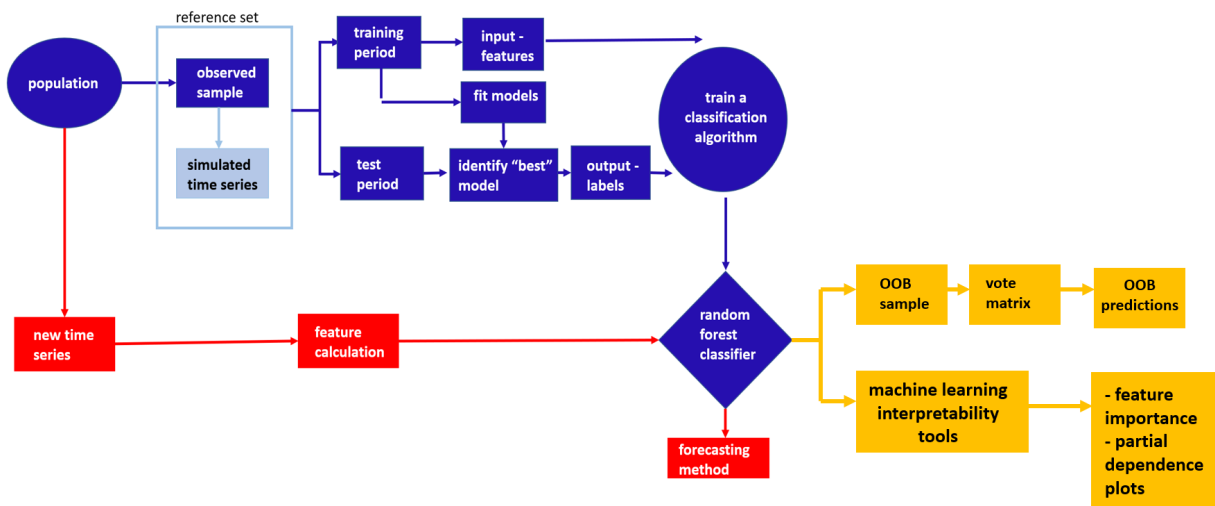 reference set
population
observed
sample
simulated
time series
training
period
input -
features
fit models
test
period
identify “best”
model
output -
labels
train a
classification
algorithm
new time
series
feature
calculation
random
forest
classifier
forecasting
method
OOB
sample
vote
matrix
OOB
predictions
machine learning
interpretability
tools
- feature
importance
- partial
dependence
plots